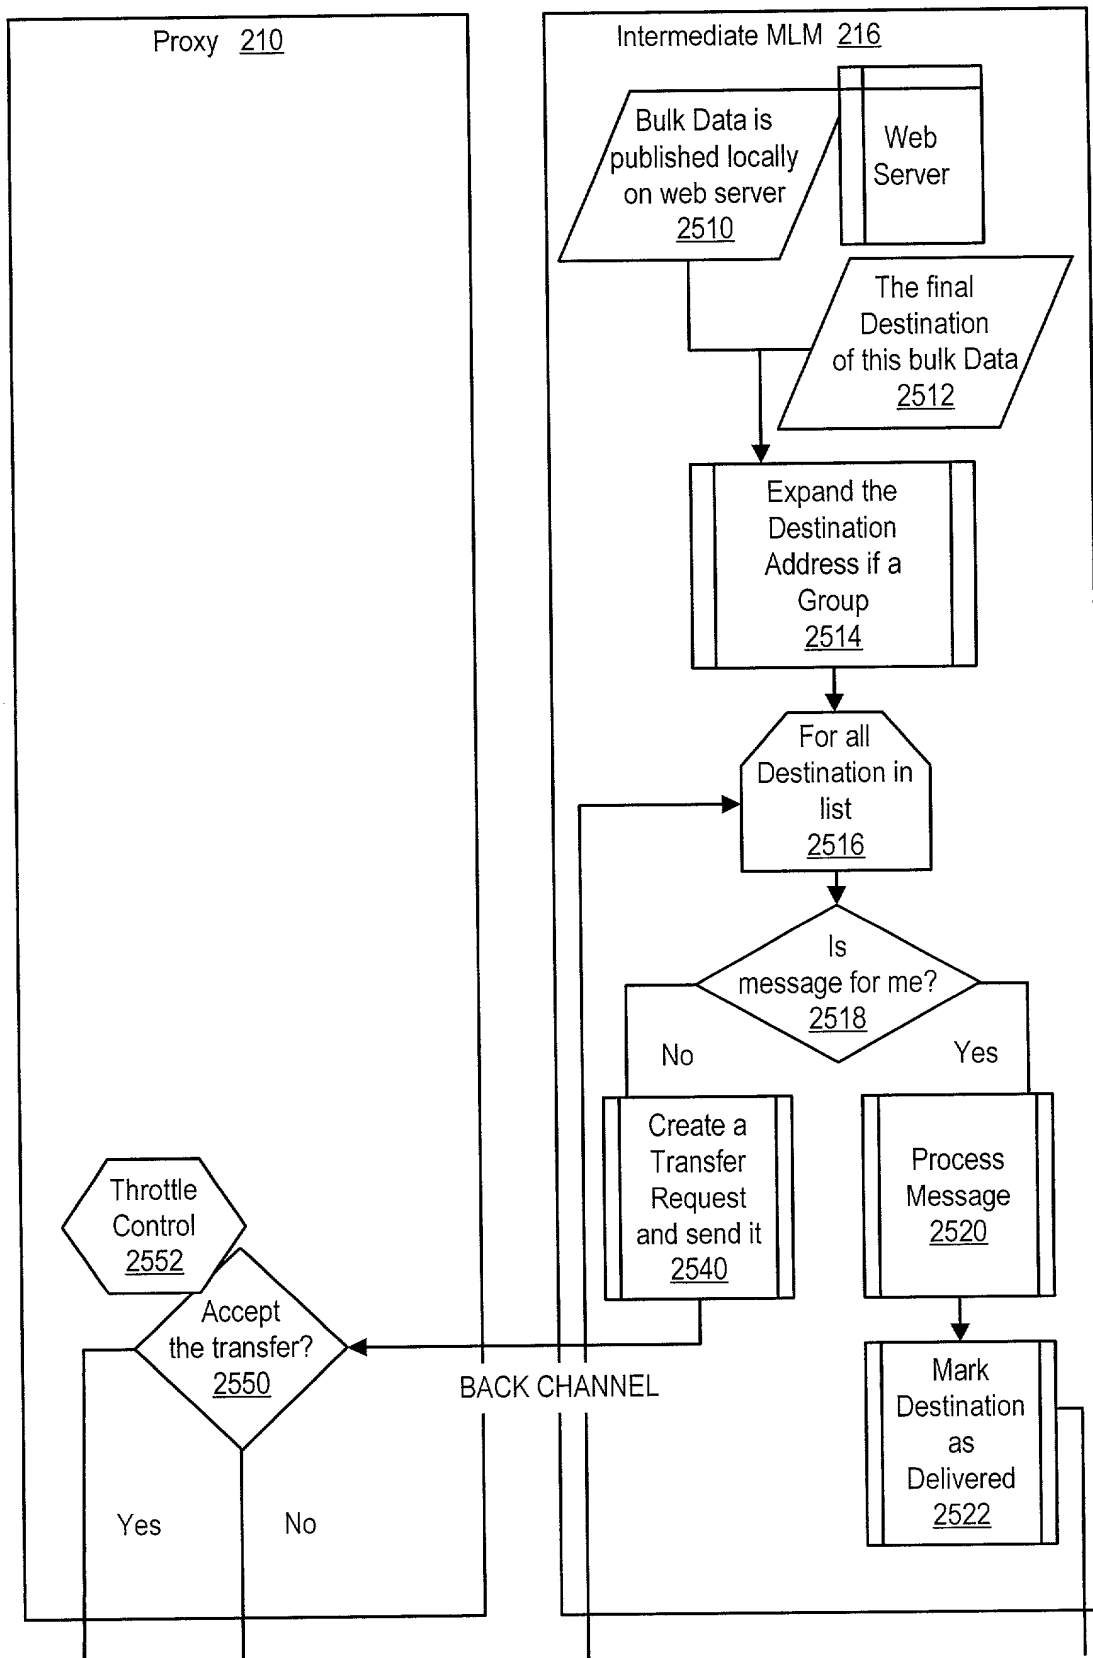 Proxy 210
Intermediate MLM 216
Bulk Data is
published locally
on web server
2510
Web
Server
The final
Destination
of this bulk Data
2512
Expand the
Destination
Address if a
Group
2514
For all
Destination in
list
2516
Is
message for me?
2518
No
Yes
Create a
Transfer
Request
and send it
2540
Process
Message
2520
Throttle
Control
2552
Accept
the transfer?
2550
BACK CHANNEL
Mark
Destination
as
Delivered
2522
Yes
No